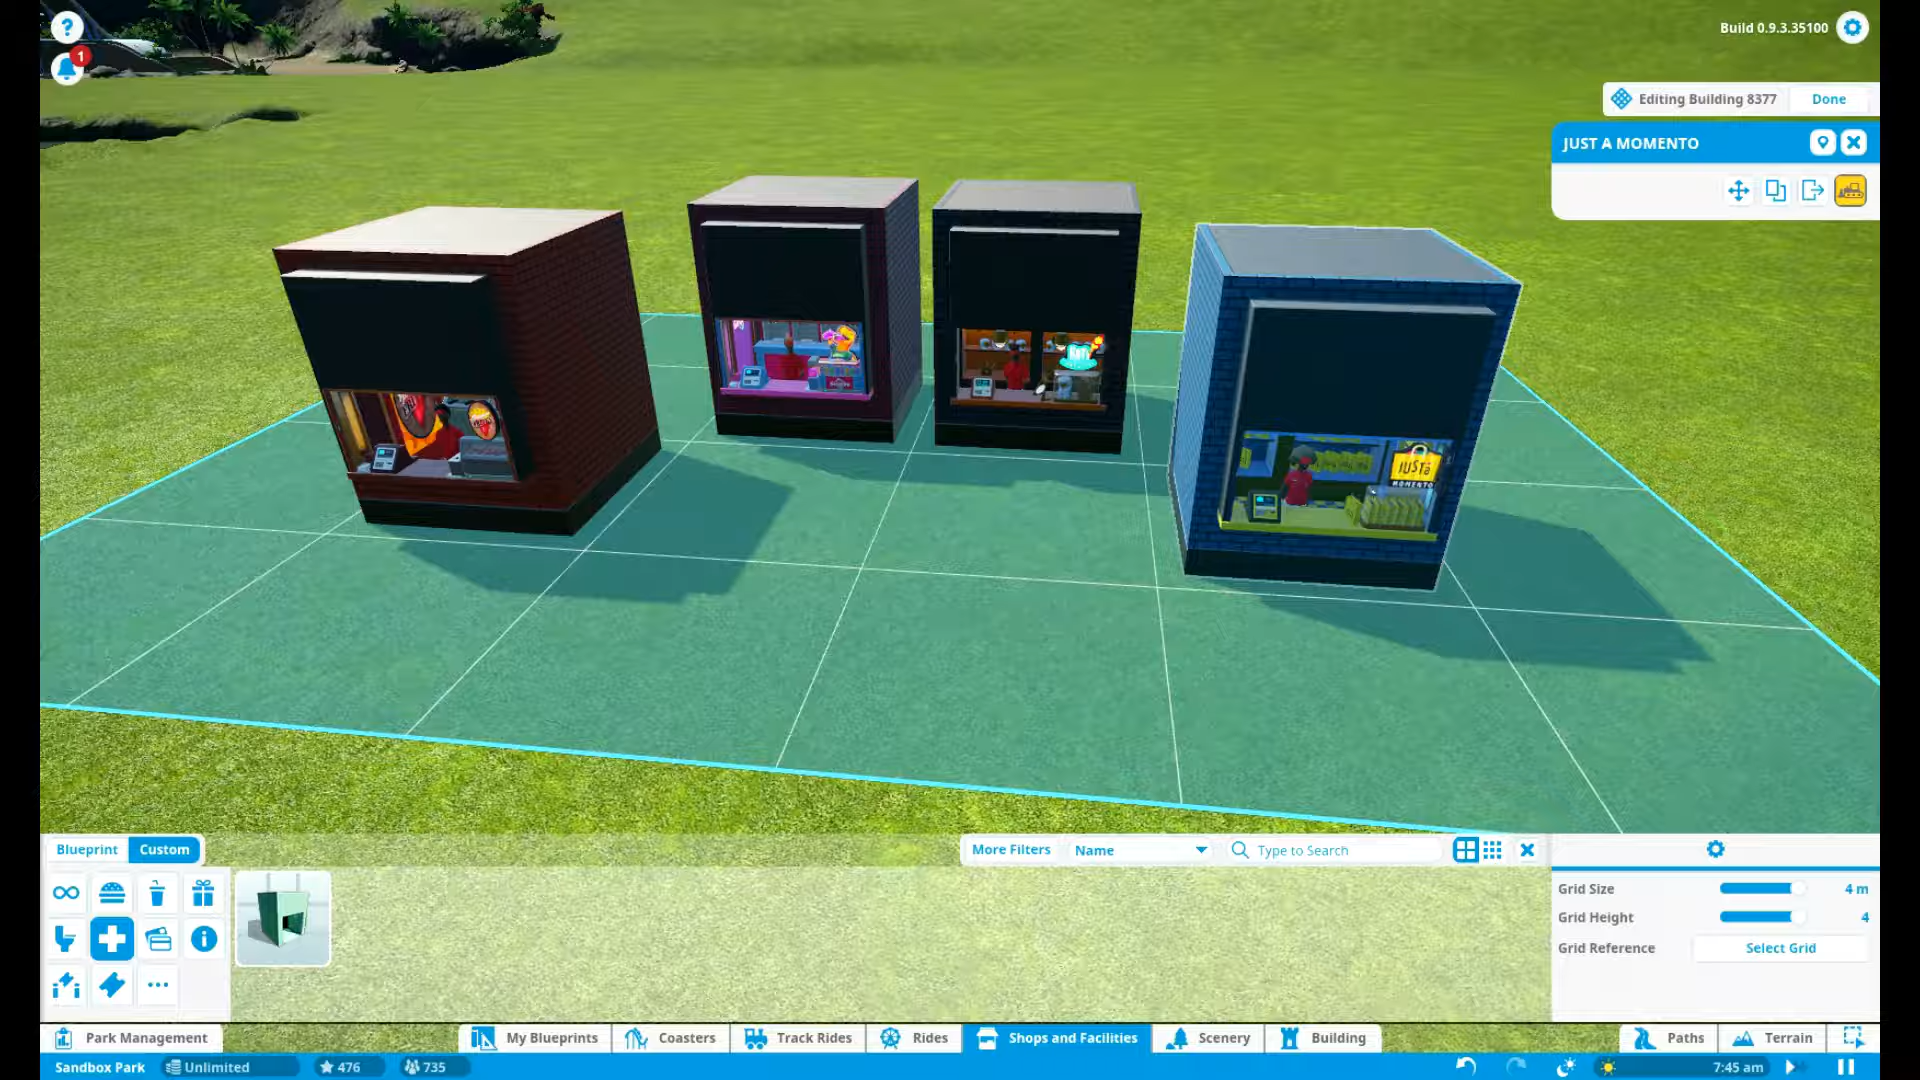 ?
Build 0.9.3.35100
1
Editing Building 8377
Done
JUST A MOMENTO
JUSTa
MOMENTO
Blueprint
Custom
More Filters
Name
Type to Search
Grid Size
4 m
Grid Height
4
Grid Reference
Select Grid
Park Management
My Blueprints
Coasters
Track Rides
Rides
Shops and Facilities
Scenery
Building
Paths
Terrain
Sandbox Park
Unlimited
476
735
7:45 am